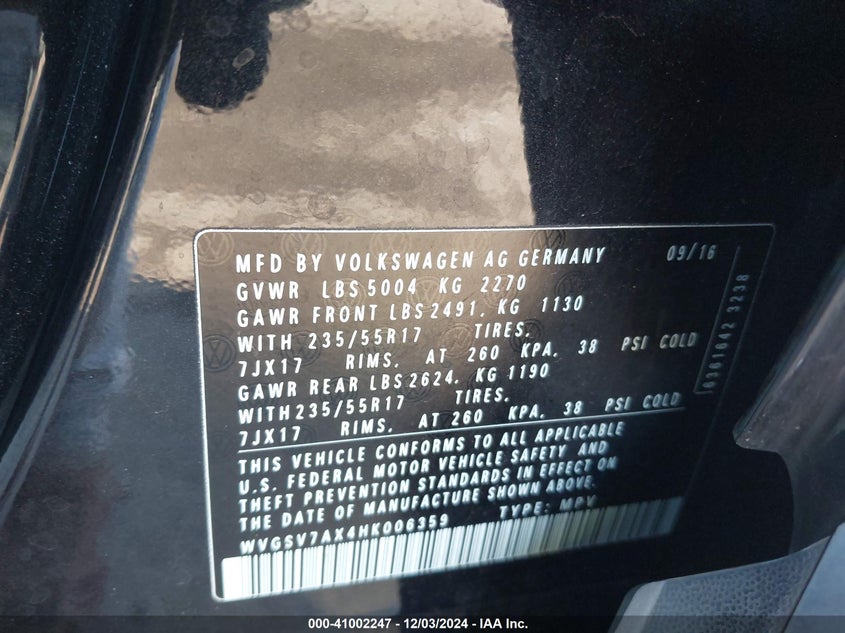 MFD BY VOLKSWAGEN AG GERMANY 09/16
GVWR LBS 5004 KG 2270
GAWR FRONT LBS 2491, KG 1130
WITH 235/55R17 TIRES.
7JX17 RIMS, AT 260 KPA, 38 PSI COLD
GAWR REAR LBS 2624, KG 1190
WITH 235/55R17 TIRES.
7JX17 RIMS, AT 260 KPA, 38 PSI COLD
THIS VEHICLE CONFORMS TO ALL APPLICABLE
U.S. FEDERAL MOTOR VEHICLE SAFETY AND
THEFT PREVENTION STANDARDS IN EFFECT ON
THE DATE OF MANUFACTURE SHOWN ABOVE.
WVGSV7AX4HK006359 TYPE: MPV
3238
000-41002247 - 12/03/2024 - IAA Inc.